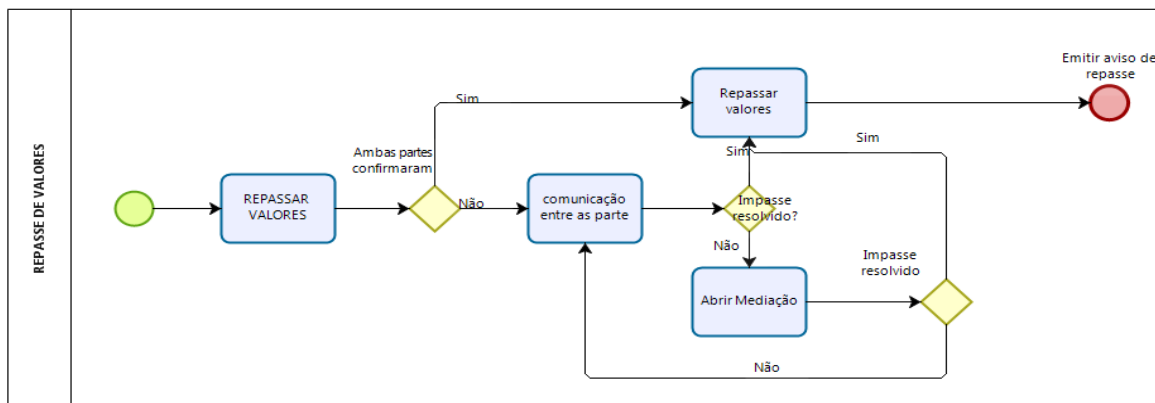 REPASSE DE VALORES
REPASSAR
VALORES
Ambas partes
confirmaram
Sim
Não
comunicação
entre as parte
Repassar
valores
Emitir aviso de
repasse
Sim
Sim
Impasse
resolvido?
Não
Abrir Mediação
Impasse
resolvido
Não